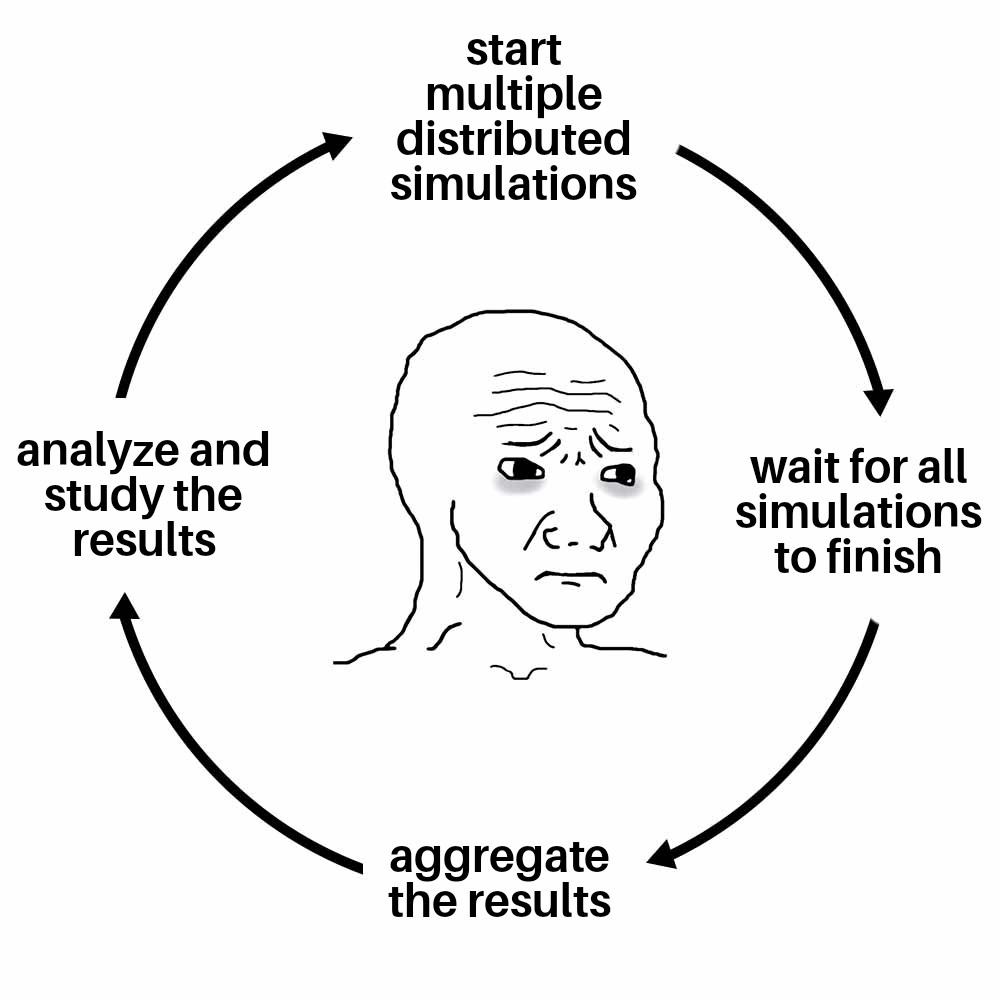 start
multiple
distributed
simulations
wait for all
simulations
to finish
aggregate
the results
analyze and
study the
results